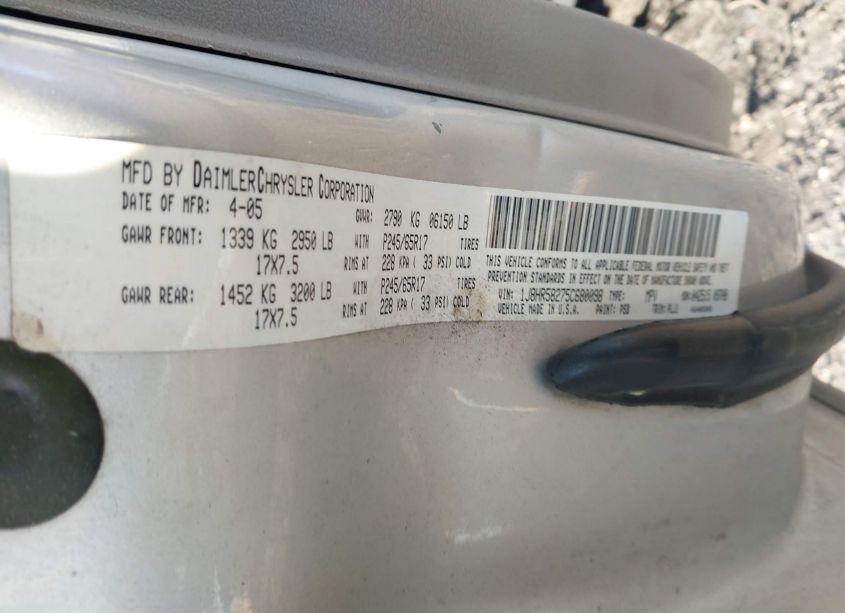 MFD BY DAIMLERCHRYSLER CORPORATION
DATE OF MFR: 4-05 GVWR: 2790 KG 06150 LB
GAWR FRONT: 1339 KG 2950 LB WITH P245/65R17 TIRES
17X7.5 RIMS AT 228 KPA ( 33 PSI) COLD
GAWR REAR: 1452 KG 3200 LB WITH P245/65R17 TIRES
17X7.5 RIMS AT 228 KPA ( 33 PSI) COLD
THIS VEHICLE CONFORMS TO ALL APPLICABLE FEDERAL MOTOR VEHICLE SAFETY AND THEFT
PREVENTION STANDARDS IN EFFECT ON THE DATE OF MANUFACTURE SHOWN ABOVE.
VIN: 1J8HR58275C680098 TYPE: MPV
VEHICLE MADE IN U.S.A. PAINT: PSB TRIM: